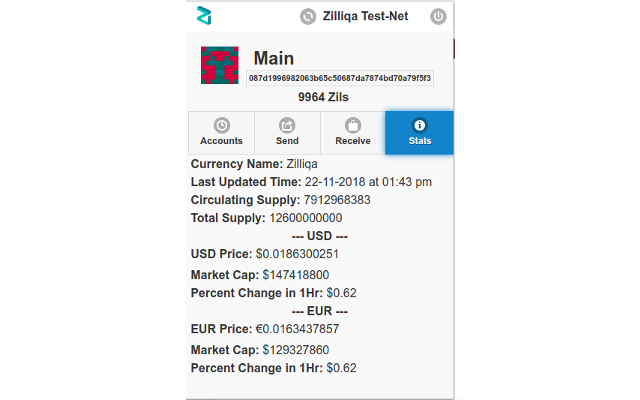 Zilliqa Test-Net
Main
087d1996982063b65c50687da7874bd70a79f5f3
9964 Zils
Accounts Send Receive Stats
Currency Name: Zilliqa
Last Updated Time: 22-11-2018 at 01:43 pm
Circulating Supply: 7912968383
Total Supply: 12600000000
--- USD ---
USD Price: $0.0186300251
Market Cap: $147418800
Percent Change in 1Hr: $0.62
--- EUR ---
EUR Price: €0.0163437857
Market Cap: $129327860
Percent Change in 1Hr: $0.62